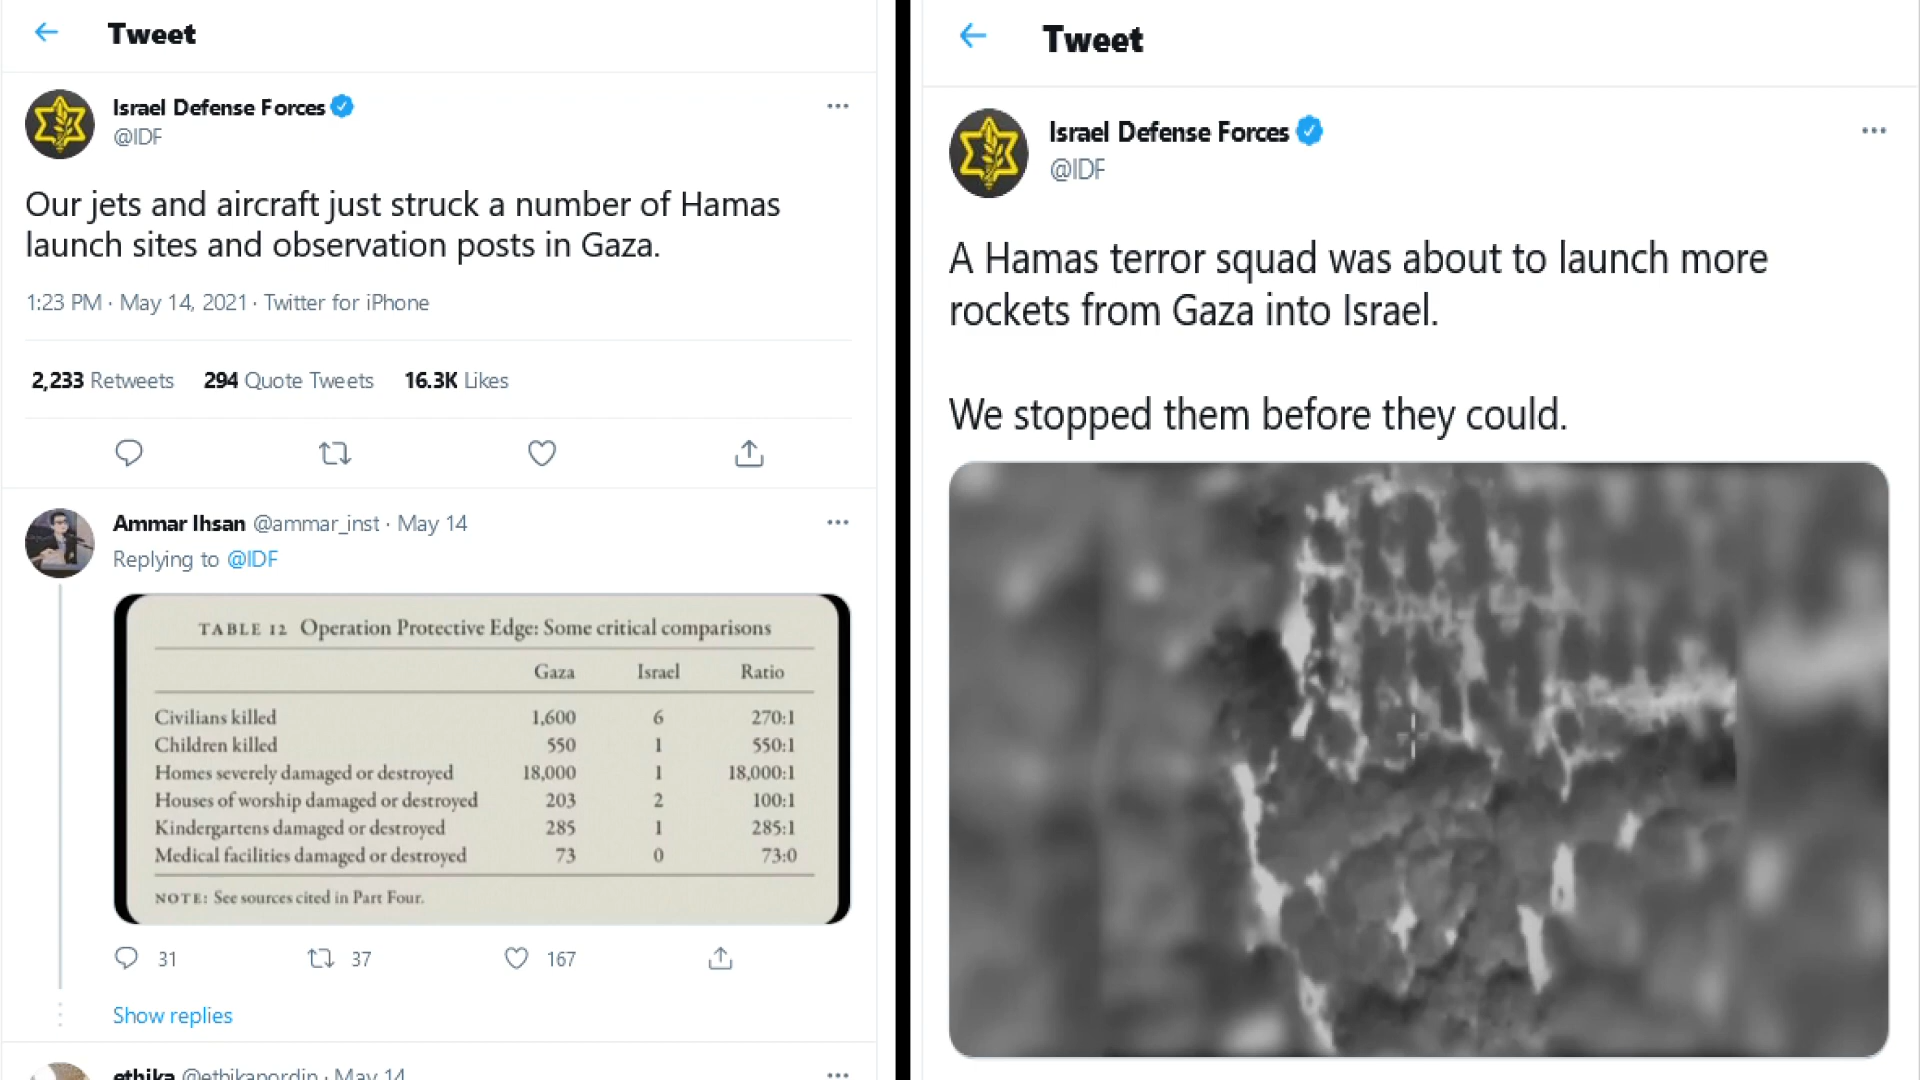 Tweet
Israel Defense Forces
@IDF
Our jets and aircraft just struck a number of Hamas
launch sites and observation posts in Gaza.
1:23 PM · May 14, 2021 · Twitter for iPhone
2,233 Retweets 294 Quote Tweets 16.3K Likes
Ammar Ihsan @ammar_inst · May 14
Replying to @IDF
TABLE 12 Operation Protective Edge: Some critical comparisons
Gaza Israel Ratio
Civilians killed 1,600 6 270:1
Children killed 550 1 550:1
Homes severely damaged or destroyed 18,000 1 18,000:1
Houses of worship damaged or destroyed 203 2 100:1
Kindergartens damaged or destroyed 285 1 285:1
Medical facilities damaged or destroyed 73 0 73:0
NOTE: See sources cited in Part Four.
31 37 167
Show replies
ethika @ethikanordin · May 14
Tweet
Israel Defense Forces
@IDF
A Hamas terror squad was about to launch more
rockets from Gaza into Israel.
We stopped them before they could.